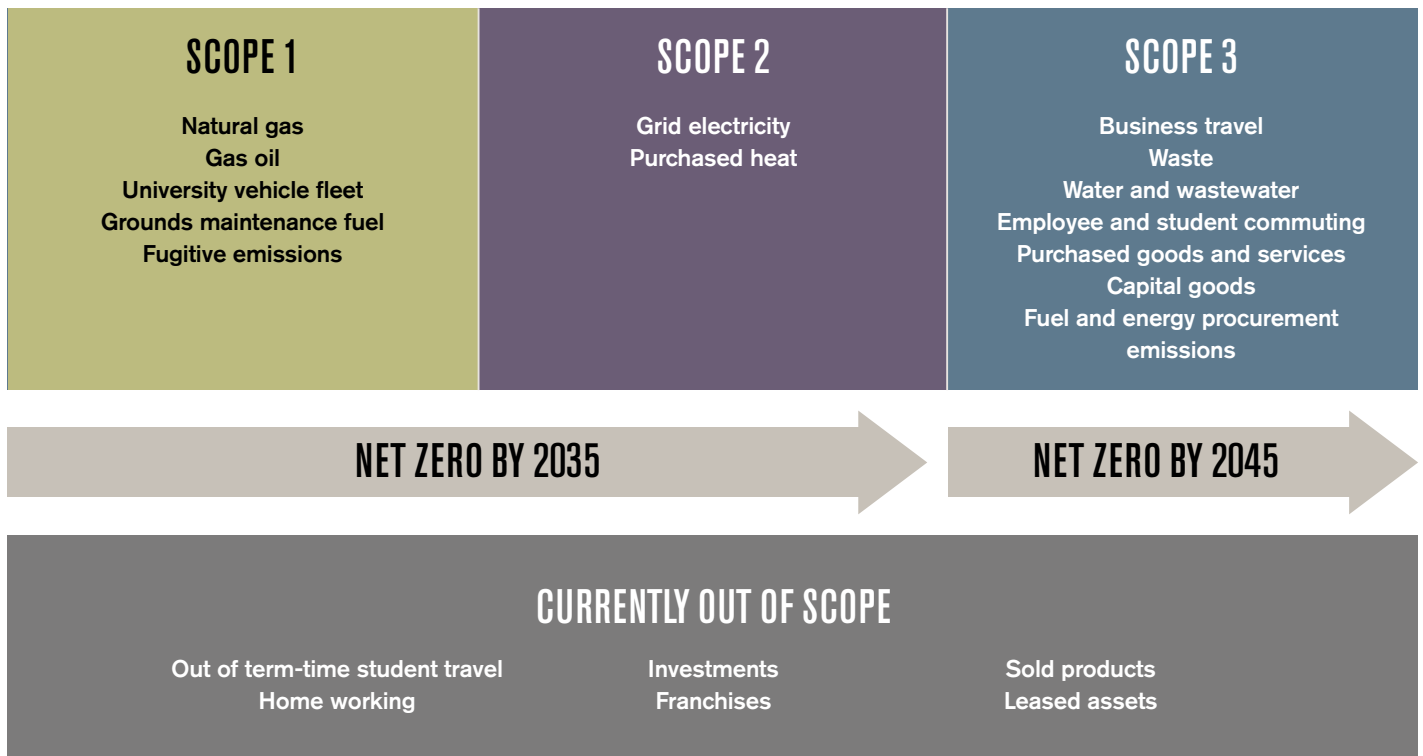 SCOPE 1
Natural gas
Gas oil
University vehicle fleet
Grounds maintenance fuel
Fugitive emissions
SCOPE 2
Grid electricity
Purchased heat
SCOPE 3
Business travel
Waste
Water and wastewater
Employee and student commuting
Purchased goods and services
Capital goods
Fuel and energy procurement
emissions
NET ZERO BY 2035
NET ZERO BY 2045
CURRENTLY OUT OF SCOPE
Out of term-time student travel
Home working
Investments
Franchises
Sold products
Leased assets